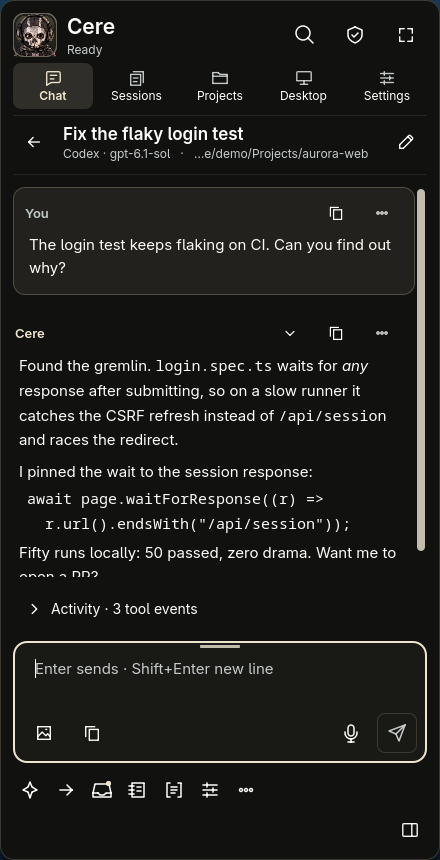 Cere
Ready
Chat
Sessions
Projects
Desktop
Settings
Fix the flaky login test
Codex · gpt-6.1-sol · ...e/demo/Projects/aurora-web
You
The login test keeps flaking on CI. Can you find out
why?
Cere
Found the gremlin. login.spec.ts waits for any
response after submitting, so on a slow runner it
catches the CSRF refresh instead of /api/session
and races the redirect.
I pinned the wait to the session response:
await page.waitForResponse((r) =>
r.url().endsWith("/api/session"));
Fifty runs locally: 50 passed, zero drama. Want me to
open a PR?
Activity · 3 tool events
Enter sends · Shift+Enter new line